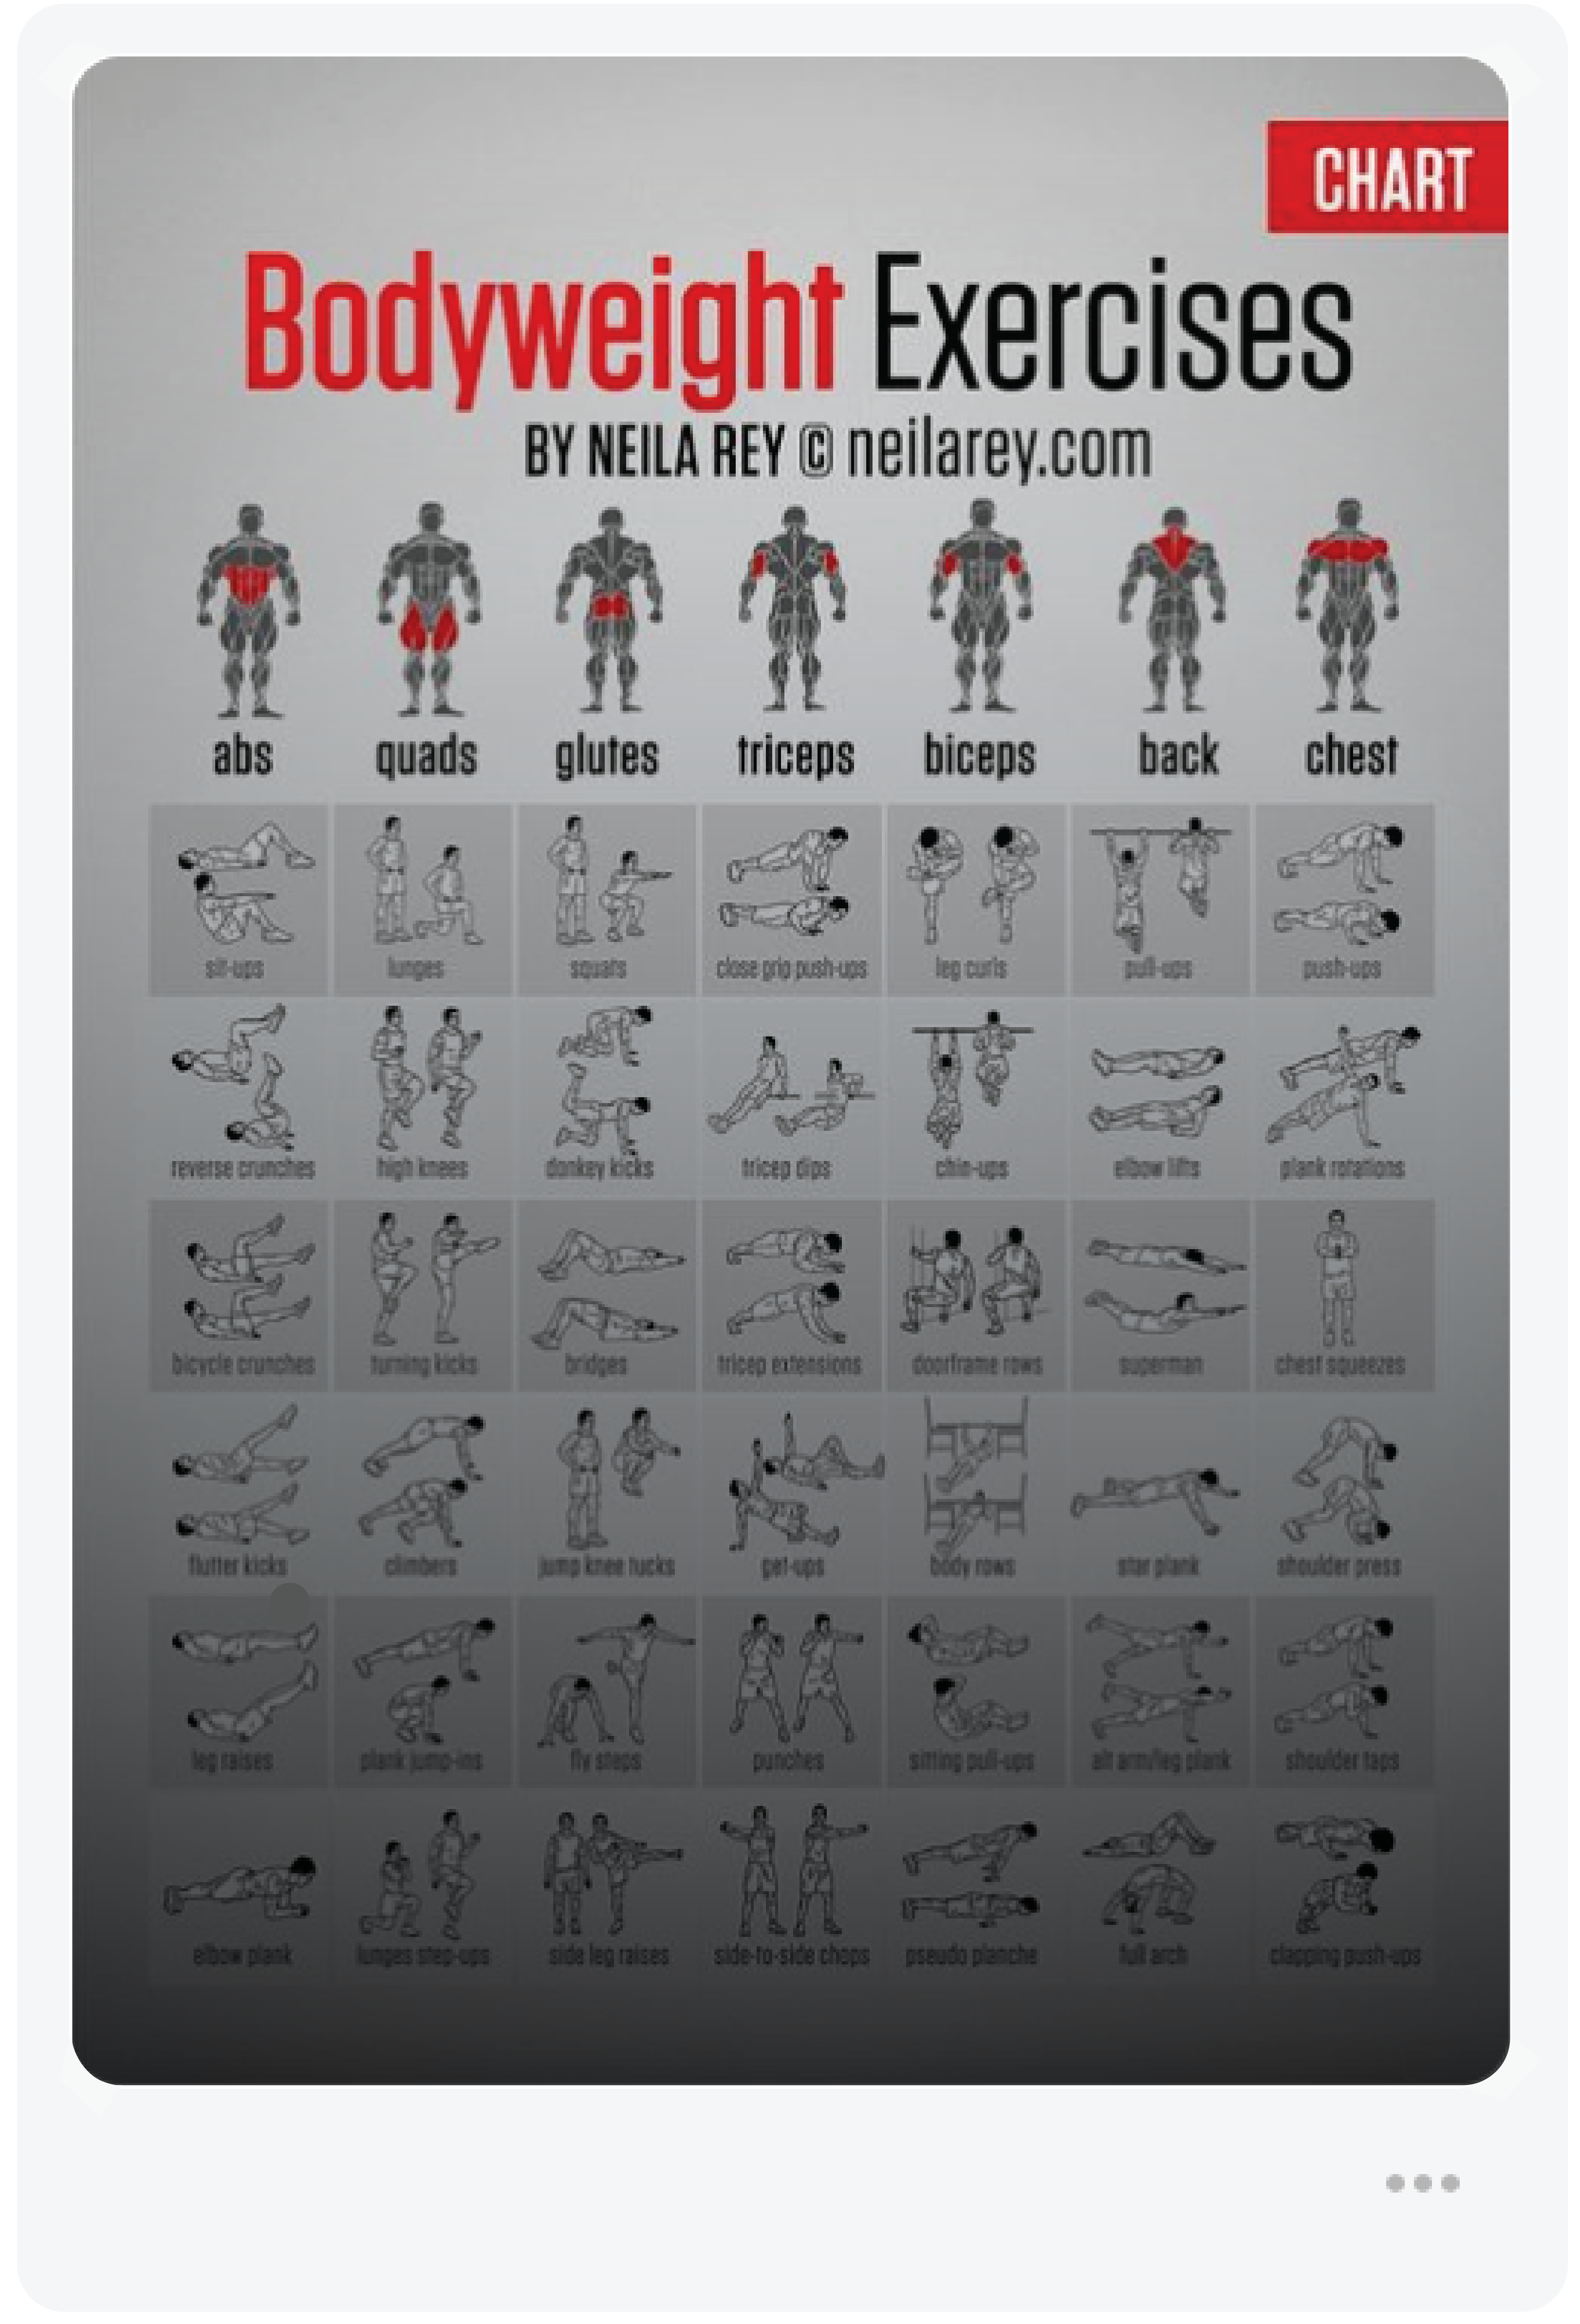 CHART
Bodyweight Exercises
BY NEILA REY © neilarey.com
abs quads glutes triceps biceps back chest
sit-ups lunges squats close grip push-ups leg curls pull-ups push-ups
reverse crunches high knees donkey kicks tricep dips chin-ups elbow lifts plank rotations
bicycle crunches turning kicks bridges tricep extensions doorframe rows superman chest squeezes
flutter kicks climbers jump knee tucks get-ups body rows star plank shoulder press
leg raises plank jump-ins fly steps punches sitting pull-ups alt arm/leg plank shoulder taps
elbow plank lunges step-ups side leg raises side-to-side chops pseudo planche full arch clapping push-ups